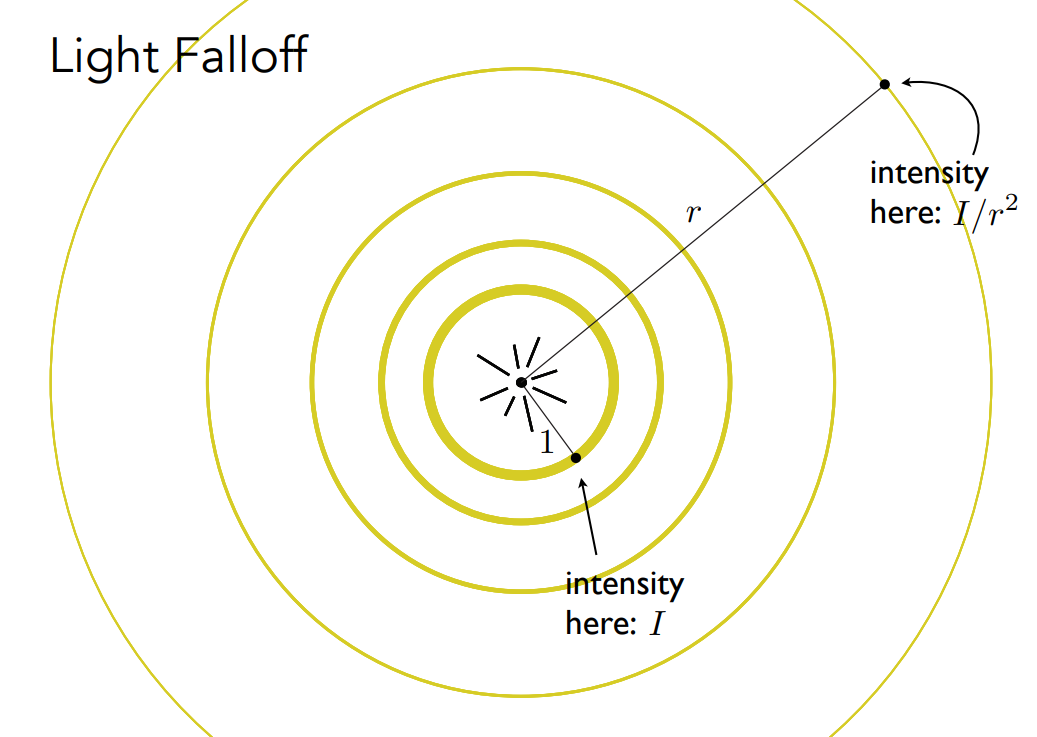 Light Falloff
intensity
here: I/r²
r
1
intensity
here: I